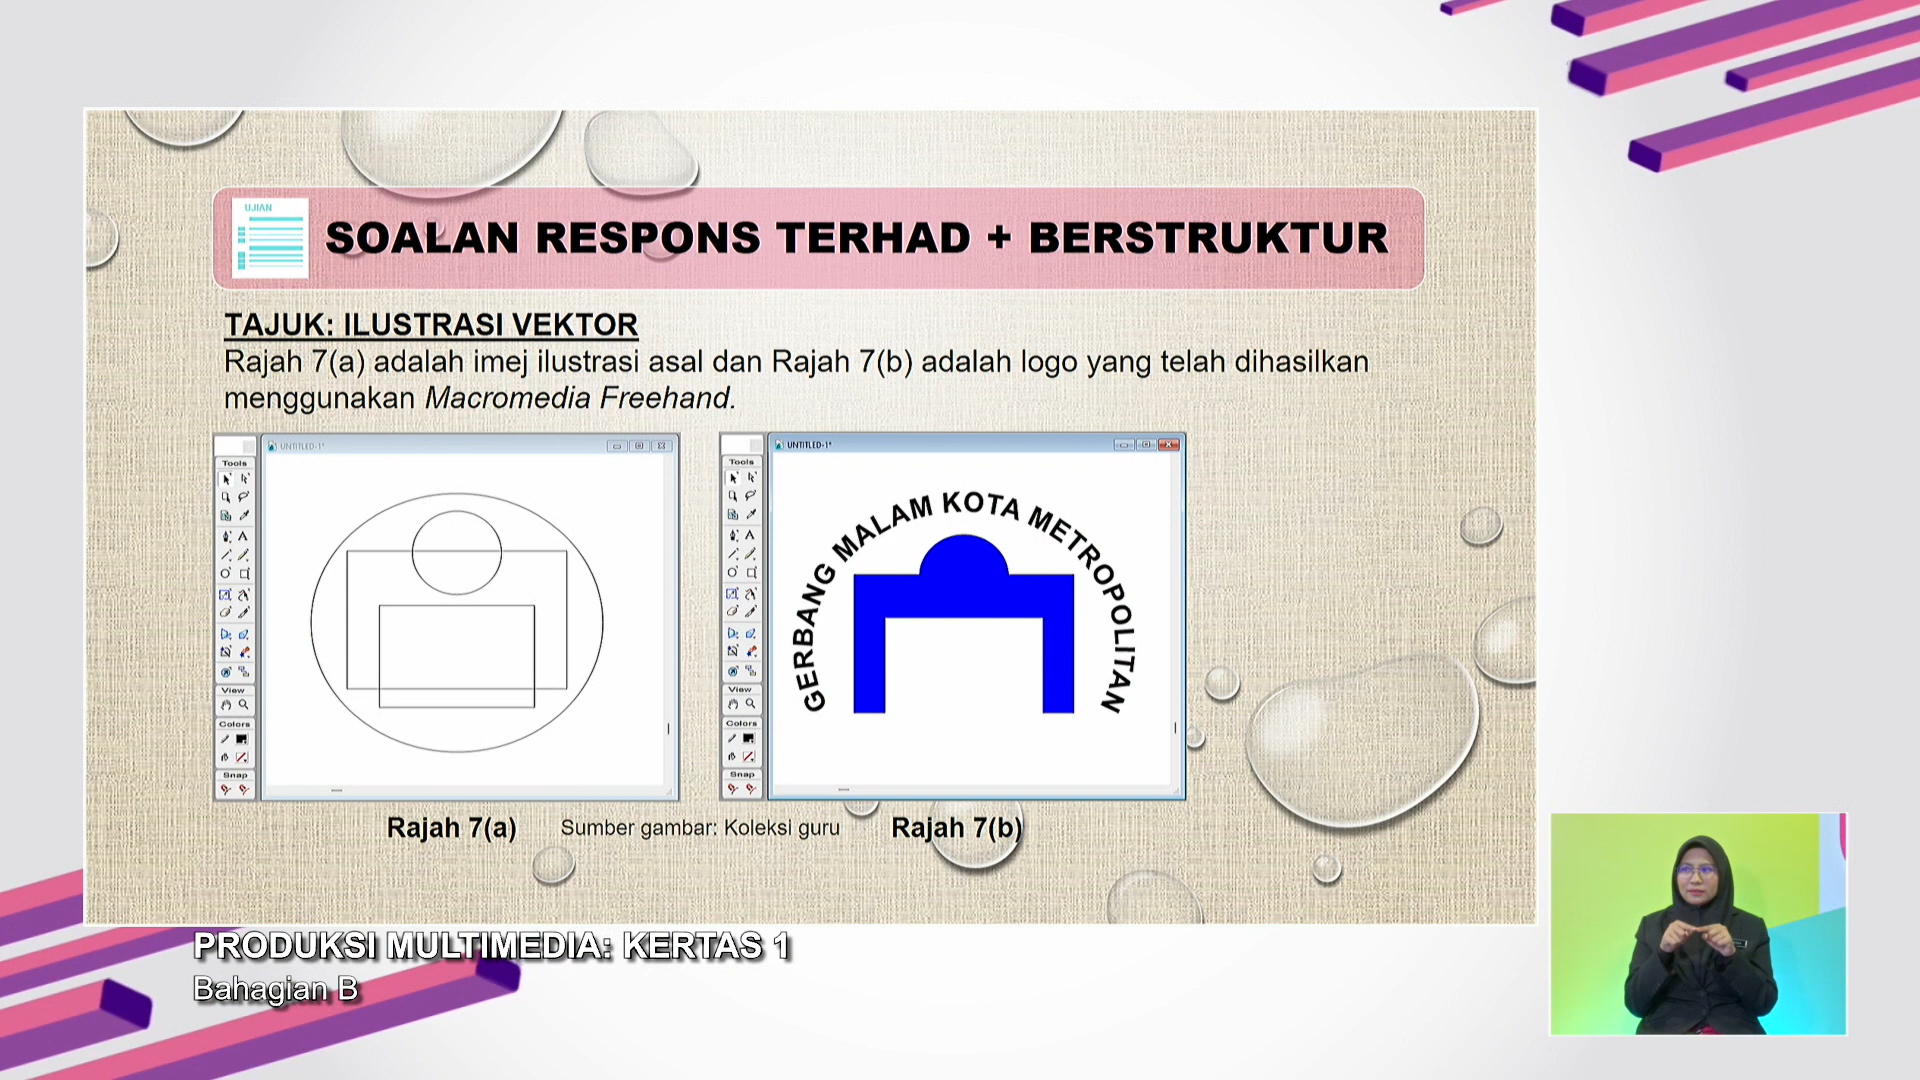 UJIAN
SOALAN RESPONS TERHAD + BERSTRUKTUR
TAJUK: ILUSTRASI VEKTOR
Rajah 7(a) adalah imej ilustrasi asal dan Rajah 7(b) adalah logo yang telah dihasilkan
menggunakan Macromedia Freehand.
UNTITLED-1*
Tools
View
Colors
Snap
UNTITLED-1*
Tools
View
Colors
Snap
GERBANG MALAM KOTA METROPOLITAN
Rajah 7(a)
Sumber gambar: Koleksi guru
Rajah 7(b)
PRODUKSI MULTIMEDIA: KERTAS 1
Bahagian B